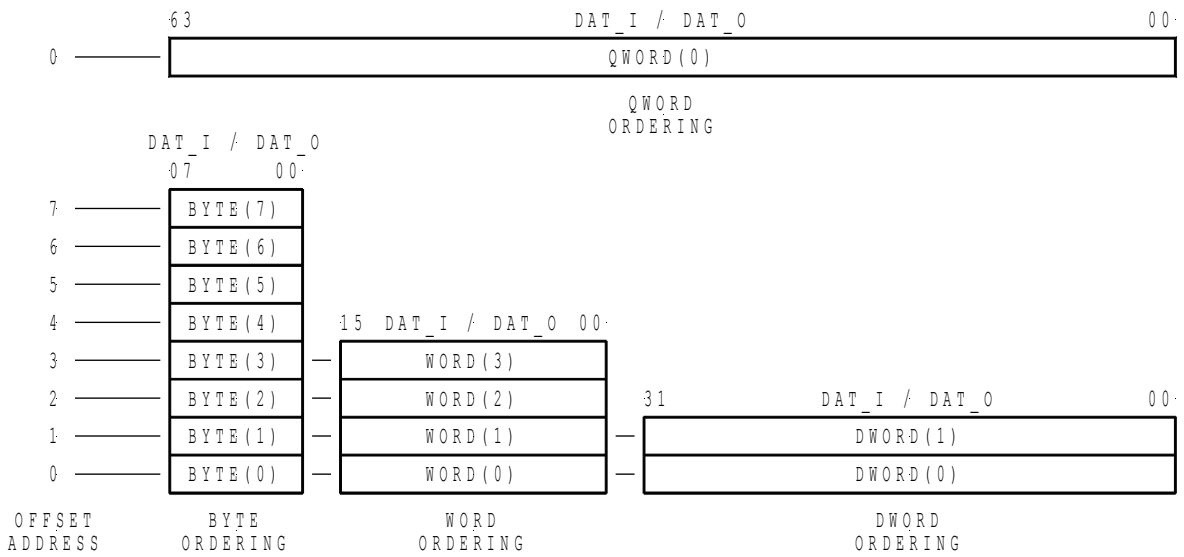 63 DAT_I / DAT_O 00
0 QWORD(0)
QWORD
ORDERING
DAT_I / DAT_O
07 00
7 BYTE(7)
6 BYTE(6)
5 BYTE(5)
4 BYTE(4) 15 DAT_I / DAT_O 00
3 BYTE(3) WORD(3)
2 BYTE(2) WORD(2) 31 DAT_I / DAT_O 00
1 BYTE(1) WORD(1) DWORD(1)
0 BYTE(0) WORD(0) DWORD(0)
OFFSET BYTE WORD DWORD
ADDRESS ORDERING ORDERING ORDERING